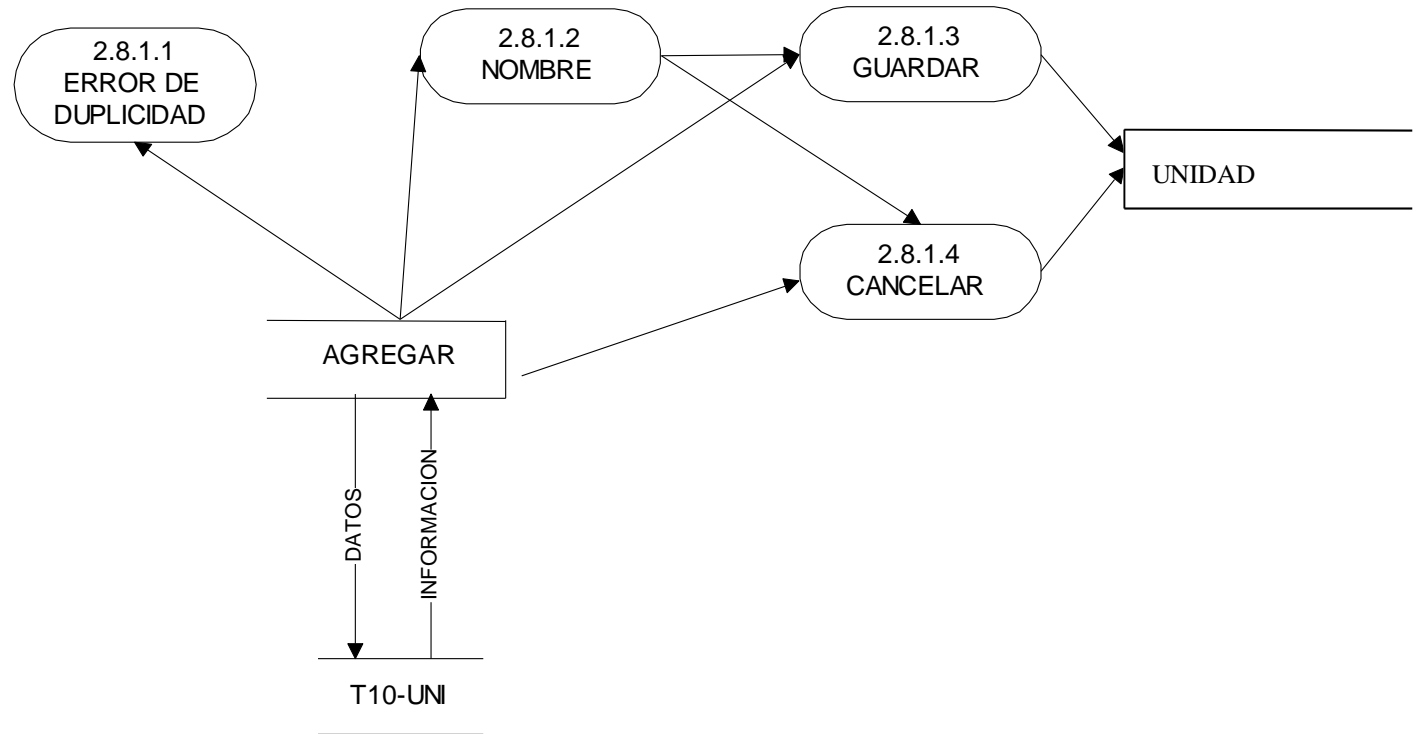 2.8.1.1
ERROR DE
DUPLICIDAD
2.8.1.2
NOMBRE
2.8.1.3
GUARDAR
UNIDAD
2.8.1.4
CANCELAR
AGREGAR
DATOS
INFORMACION
T10-UNI